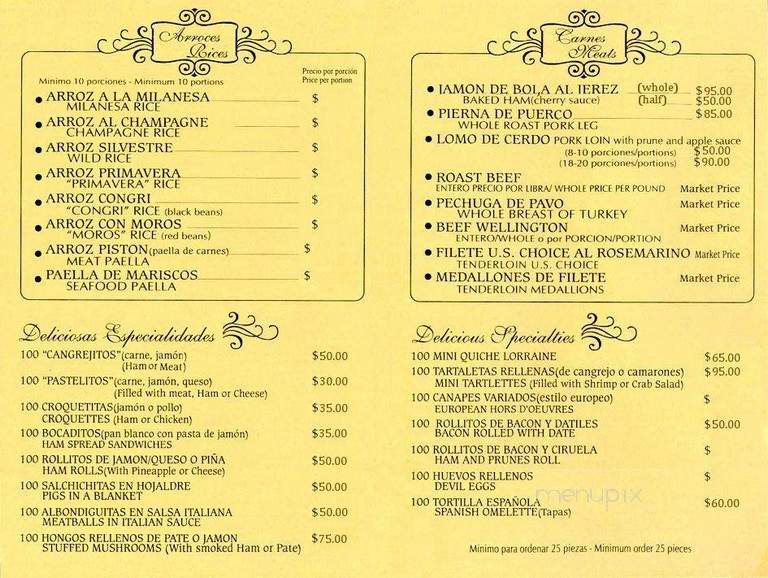 Arroces
Rices
Precio por porción
Minimo 10 porciones - Minimum 10 portions Price per portion
• ARROZ A LA MILANESA $
MILANESA RICE
• ARROZ AL CHAMPAGNE $
CHAMPAGNE RICE
• ARROZ SILVESTRE $
WILD RICE
• ARROZ PRIMAVERA $
"PRIMAVERA" RICE
• ARROZ CONGRI $
"CONGRI" RICE (black beans)
• ARROZ CON MOROS $
"MOROS" RICE (red beans)
• ARROZ PISTON(paella de carnes) $
MEAT PAELLA
• PAELLA DE MARISCOS $
SEAFOOD PAELLA
Carnes
Meats
• JAMON DE BOLA AL JEREZ (whole) $95.00
BAKED HAM(cherry sauce) (half) $50.00
• PIERNA DE PUERCO $85.00
WHOLE ROAST PORK LEG
• LOMO DE CERDO PORK LOIN with prune and apple sauce
(8-10 porciones/portions) $50.00
(18-20 porciones/portions) $90.00
• ROAST BEEF
ENTERO PRECIO POR LIBRA/ WHOLE PRICE PER POUND Market Price
• PECHUGA DE PAVO Market Price
WHOLE BREAST OF TURKEY
• BEEF WELLINGTON Market Price
ENTERO/WHOLE o por PORCION/PORTION
• FILETE U.S. CHOICE AL ROSEMARINO Market Price
TENDERLOIN U.S. CHOICE
• MEDALLONES DE FILETE Market Price
TENDERLOIN MEDALLIONS
Deliciosas Especialidades
100 "CANGREJITOS"(carne, jamón) $50.00
(Ham or Meat)
100 "PASTELITOS"(carne, jamón, queso) $30.00
(Filled with meat, Ham or Cheese)
100 CROQUETITAS(jamón o pollo) $35.00
CROQUETTES (Ham or Chicken)
100 BOCADITOS(pan blanco con pasta de jamón) $35.00
HAM SPREAD SANDWICHES
100 ROLLITOS DE JAMON/QUESO O PIÑA $50.00
HAM ROLLS(With Pineapple or Cheese)
100 SALCHICHITAS EN HOJALDRE $50.00
PIGS IN A BLANKET
100 ALBONDIGUITAS EN SALSA ITALIANA $50.00
MEATBALLS IN ITALIAN SAUCE
100 HONGOS RELLENOS DE PATE O JAMON $75.00
STUFFED MUSHROOMS (With smoked Ham or Pate)
Delicious Specialties
100 MINI QUICHE LORRAINE $65.00
100 TARTALETAS RELLENAS(de cangrejo o camarones) $95.00
MINI TARTLETTES (Filled with Shrimp or Crab Salad)
100 CANAPES VARIADOS(estilo europeo) $
EUROPEAN HORS D'OEUVRES
100 ROLLITOS DE BACON Y DATILES $50.00
BACON ROLLED WITH DATE
100 ROLLITOS DE BACON Y CIRUELA $
HAM AND PRUNES ROLL
100 HUEVOS RELLENOS $
DEVIL EGGS
100 TORTILLA ESPAÑOLA $60.00
SPANISH OMELETTE(Tapas)
menupix
Minimo para ordenar 25 piezas - Minimum order 25 pieces